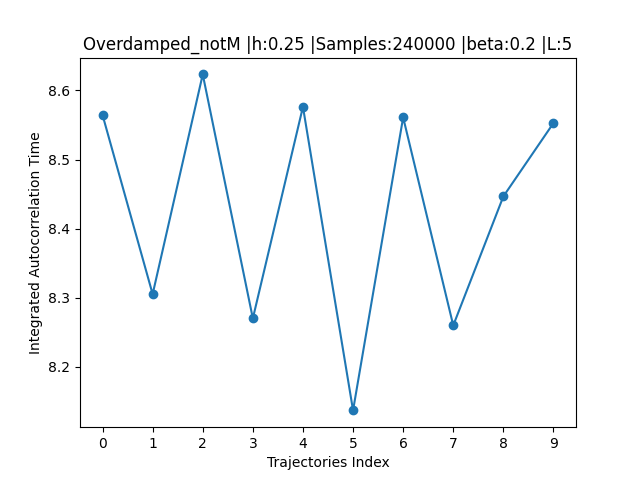 Overdamped_notM |h:0.25 |Samples:240000 |beta:0.2 |L:5
Integrated Autocorrelation Time
8.6
8.5
8.4
8.3
8.2
0 1 2 3 4 5 6 7 8 9
Trajectories Index